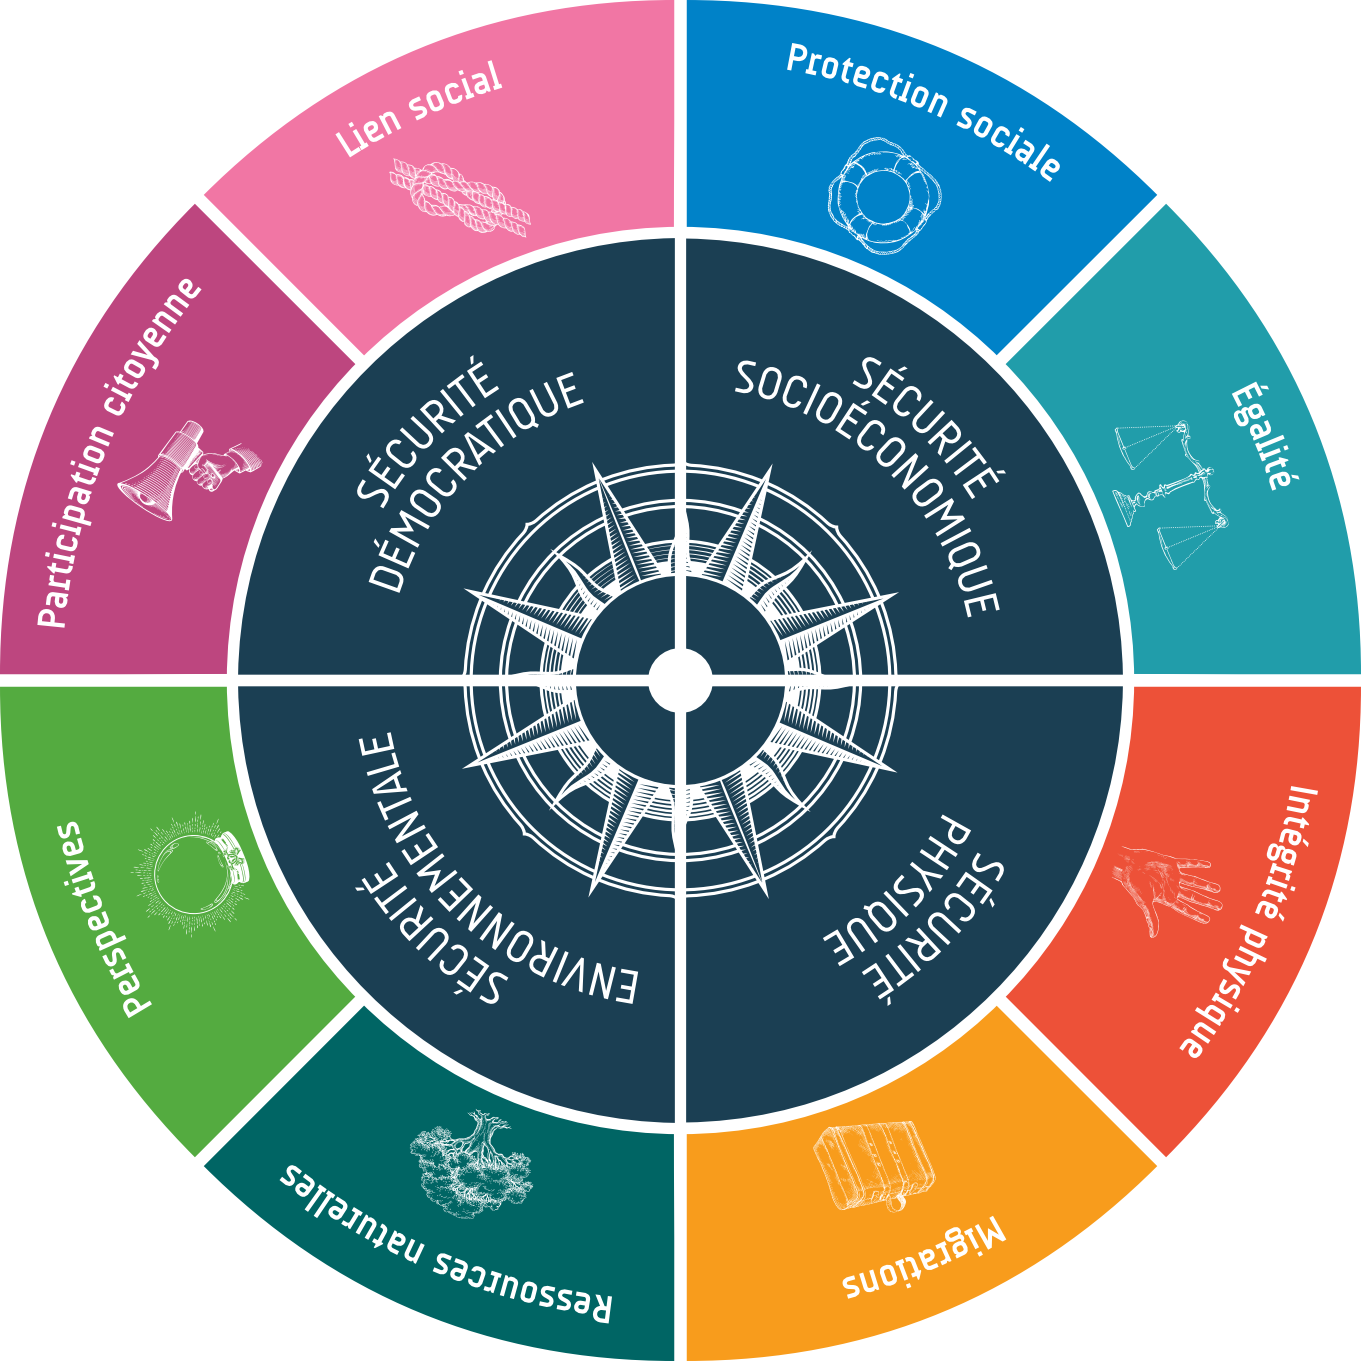 Lien social
Protection sociale
Égalité
Intégrité physique
Migrations
Ressources naturelles
Perspectives
Participation citoyenne
SÉCURITÉ
DÉMOCRATIQUE
SÉCURITÉ
SOCIOÉCONOMIQUE
SÉCURITÉ
PHYSIQUE
SÉCURITÉ
ENVIRONNEMENTALE